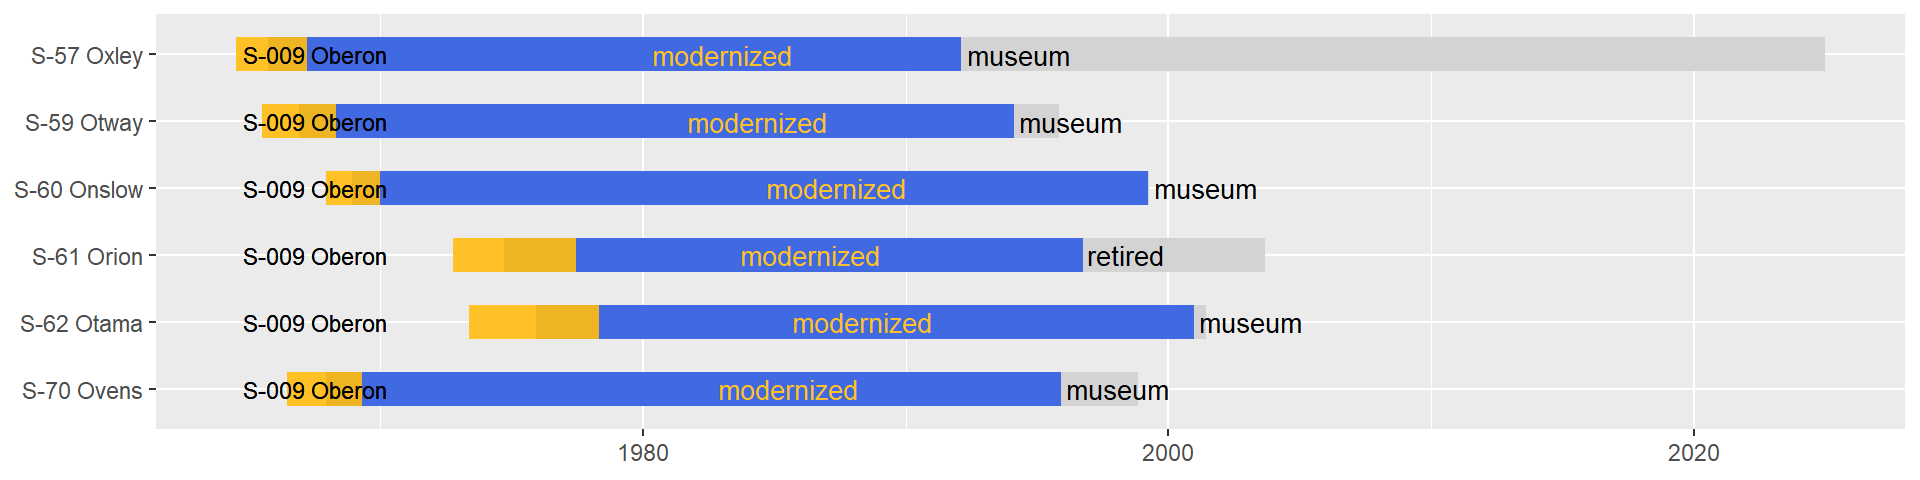 S-57 Oxley S-009 Oberon modernized museum
S-59 Otway S-009 Oberon modernized museum
S-60 Onslow S-009 Oberon modernized museum
S-61 Orion S-009 Oberon modernized retired
S-62 Otama S-009 Oberon modernized museum
S-70 Ovens S-009 Oberon modernized museum
1980 2000 2020